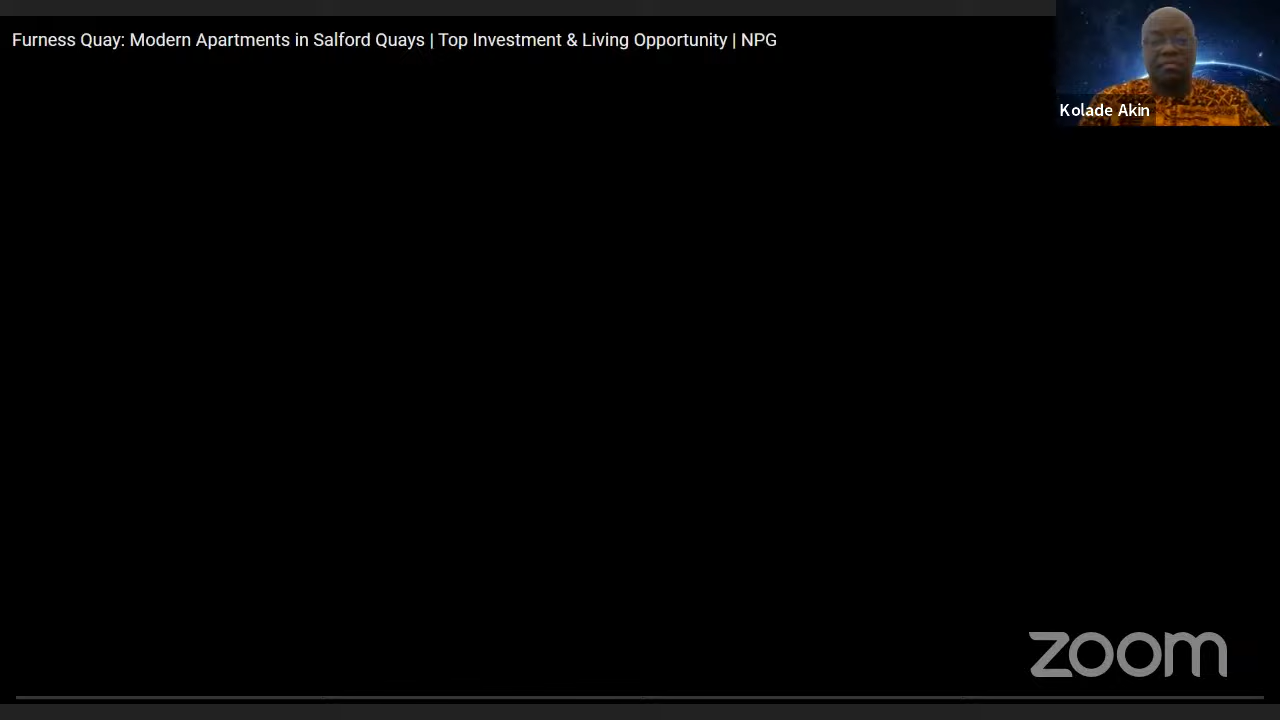 Furness Quay: Modern Apartments in Salford Quays | Top Investment & Living Opportunity | NPG
Kolade Akin
zoom